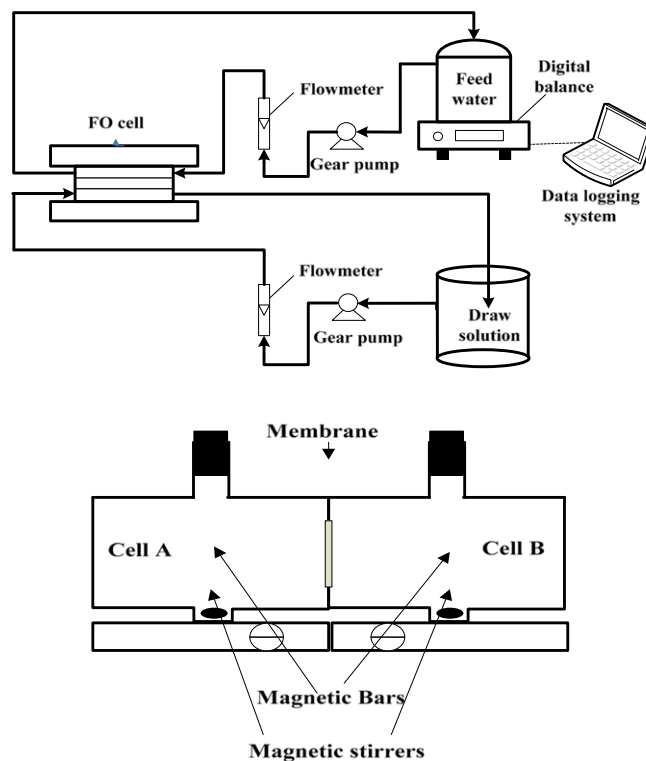 Feed
water
Digital
balance
Flowmeter
FO cell
Gear pump
Data logging
system
Flowmeter
Draw
solution
Gear pump
Membrane
Cell A
Cell B
Magnetic Bars
Magnetic stirrers